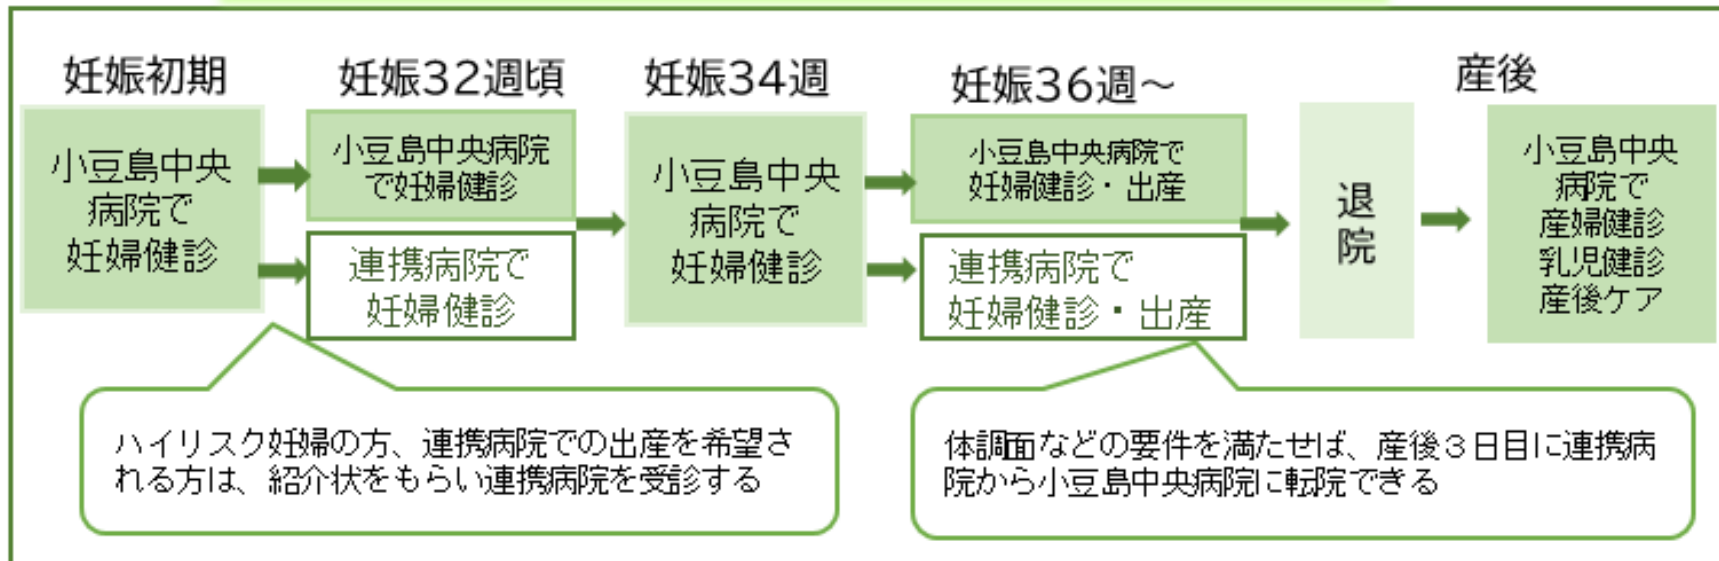 妊娠初期
小豆島中央
病院で
妊婦健診
妊娠32週頃
小豆島中央病院
で妊婦健診
連携病院で
妊婦健診
妊娠34週
小豆島中央
病院で
妊婦健診
妊娠36週～
小豆島中央病院で
妊婦健診・出産
連携病院で
妊婦健診・出産
退
院
産後
小豆島中央
病院で
産婦健診
乳児健診
産後ケア
ハイリスク妊婦の方、連携病院での出産を希望さ
れる方は、紹介状をもらい連携病院を受診する
体調面などの要件を満たせば、産後３日目に連携病
院から小豆島中央病院に転院できる